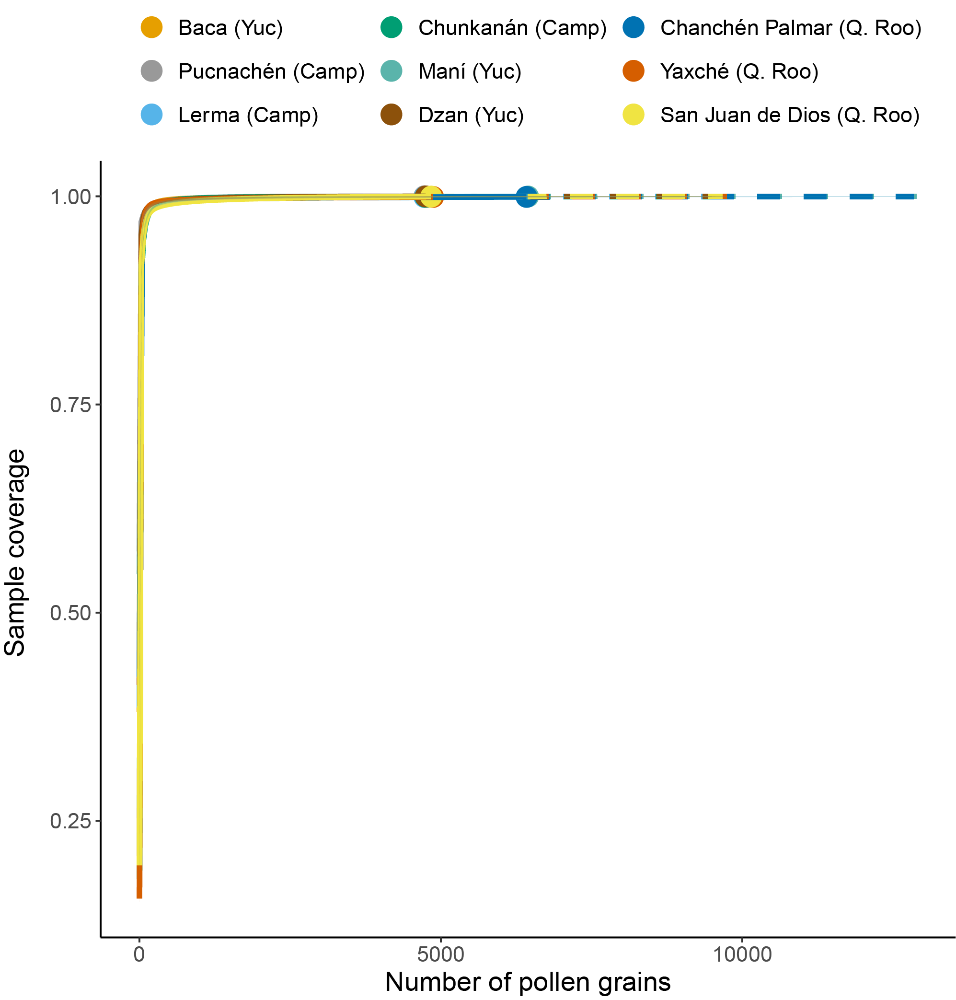 Baca (Yuc) Chunkanán (Camp) Chanchén Palmar (Q. Roo)
Pucnachén (Camp) Maní (Yuc) Yaxché (Q. Roo)
Lerma (Camp) Dzan (Yuc) San Juan de Dios (Q. Roo)
1.00
0.75
0.50
0.25
Sample coverage
0 5000 10000
Number of pollen grains